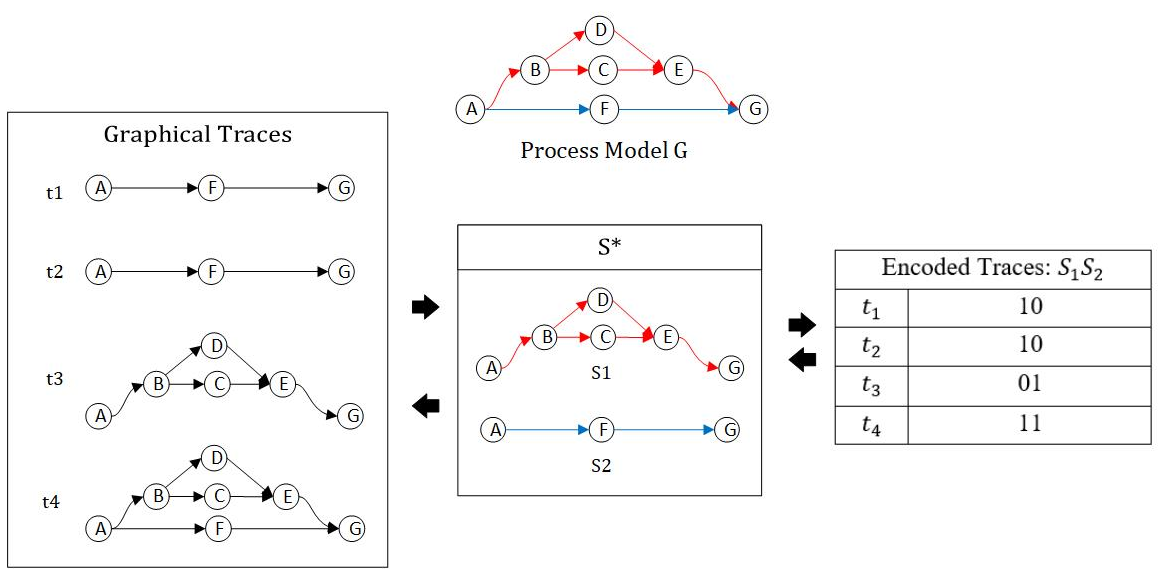 D
B C E
A F G
Process Model G
Graphical Traces
t1 A F G
t2 A F G
D
t3 B C E
A G
D
t4 B C E
A F G
S*
D
B C E
A G
S1
A F G
S2
Encoded Traces: S₁S₂
t₁ 10
t₂ 10
t₃ 01
t₄ 11